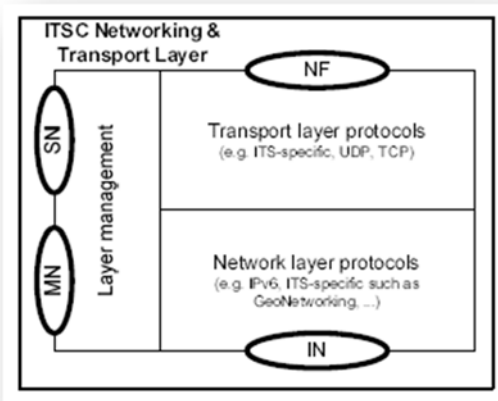 ITSC Networking &
Transport Layer
NF
SN
Transport layer protocols
(e.g. ITS-specific, UDP, TCP)
Layer management
MN
Network layer protocols
(e.g. IPv6, ITS-specific such as
GeoNetworking, ...)
IN